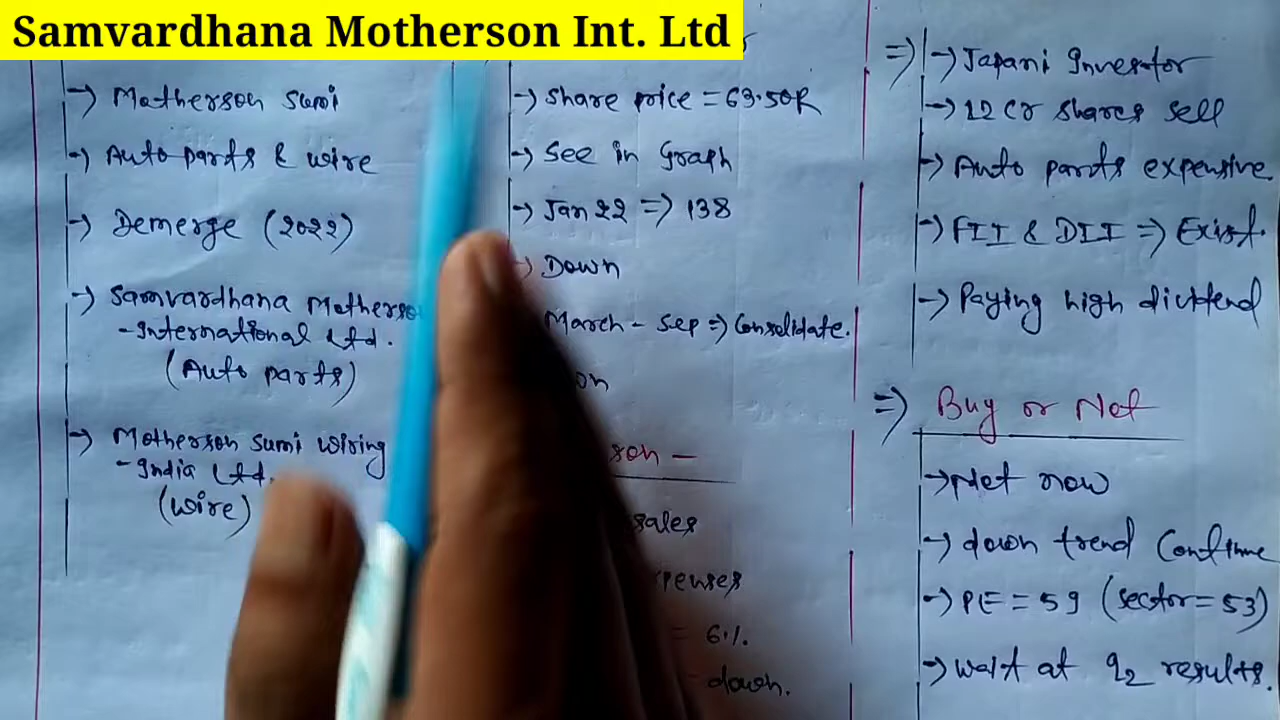 Samvardhana Motherson Int. Ltd
-> Motherson Sumi
-> Auto parts & wire
-> Demerge (2022)
-> Samvardhana Motherso
- International Ltd.
(Auto parts)
-> Motherson Sumi Wiring
- India Ltd.
(Wire)
-> Share price = 63.50R
-> See in Graph
-> Jan 22 => 138
-> Down
March - Sep => Consolidate.
son -
sales
penses
= 6%.
down.
=> -> Japani Investor
-> 12 Cr shares sell
-> Auto parts expensive
-> FII & DII => Exist.
-> Paying high dividend
=> Buy or Not
-> Not now
-> down trend Continue
-> PE = 59 (sector = 53)
-> Wait at q2 results.